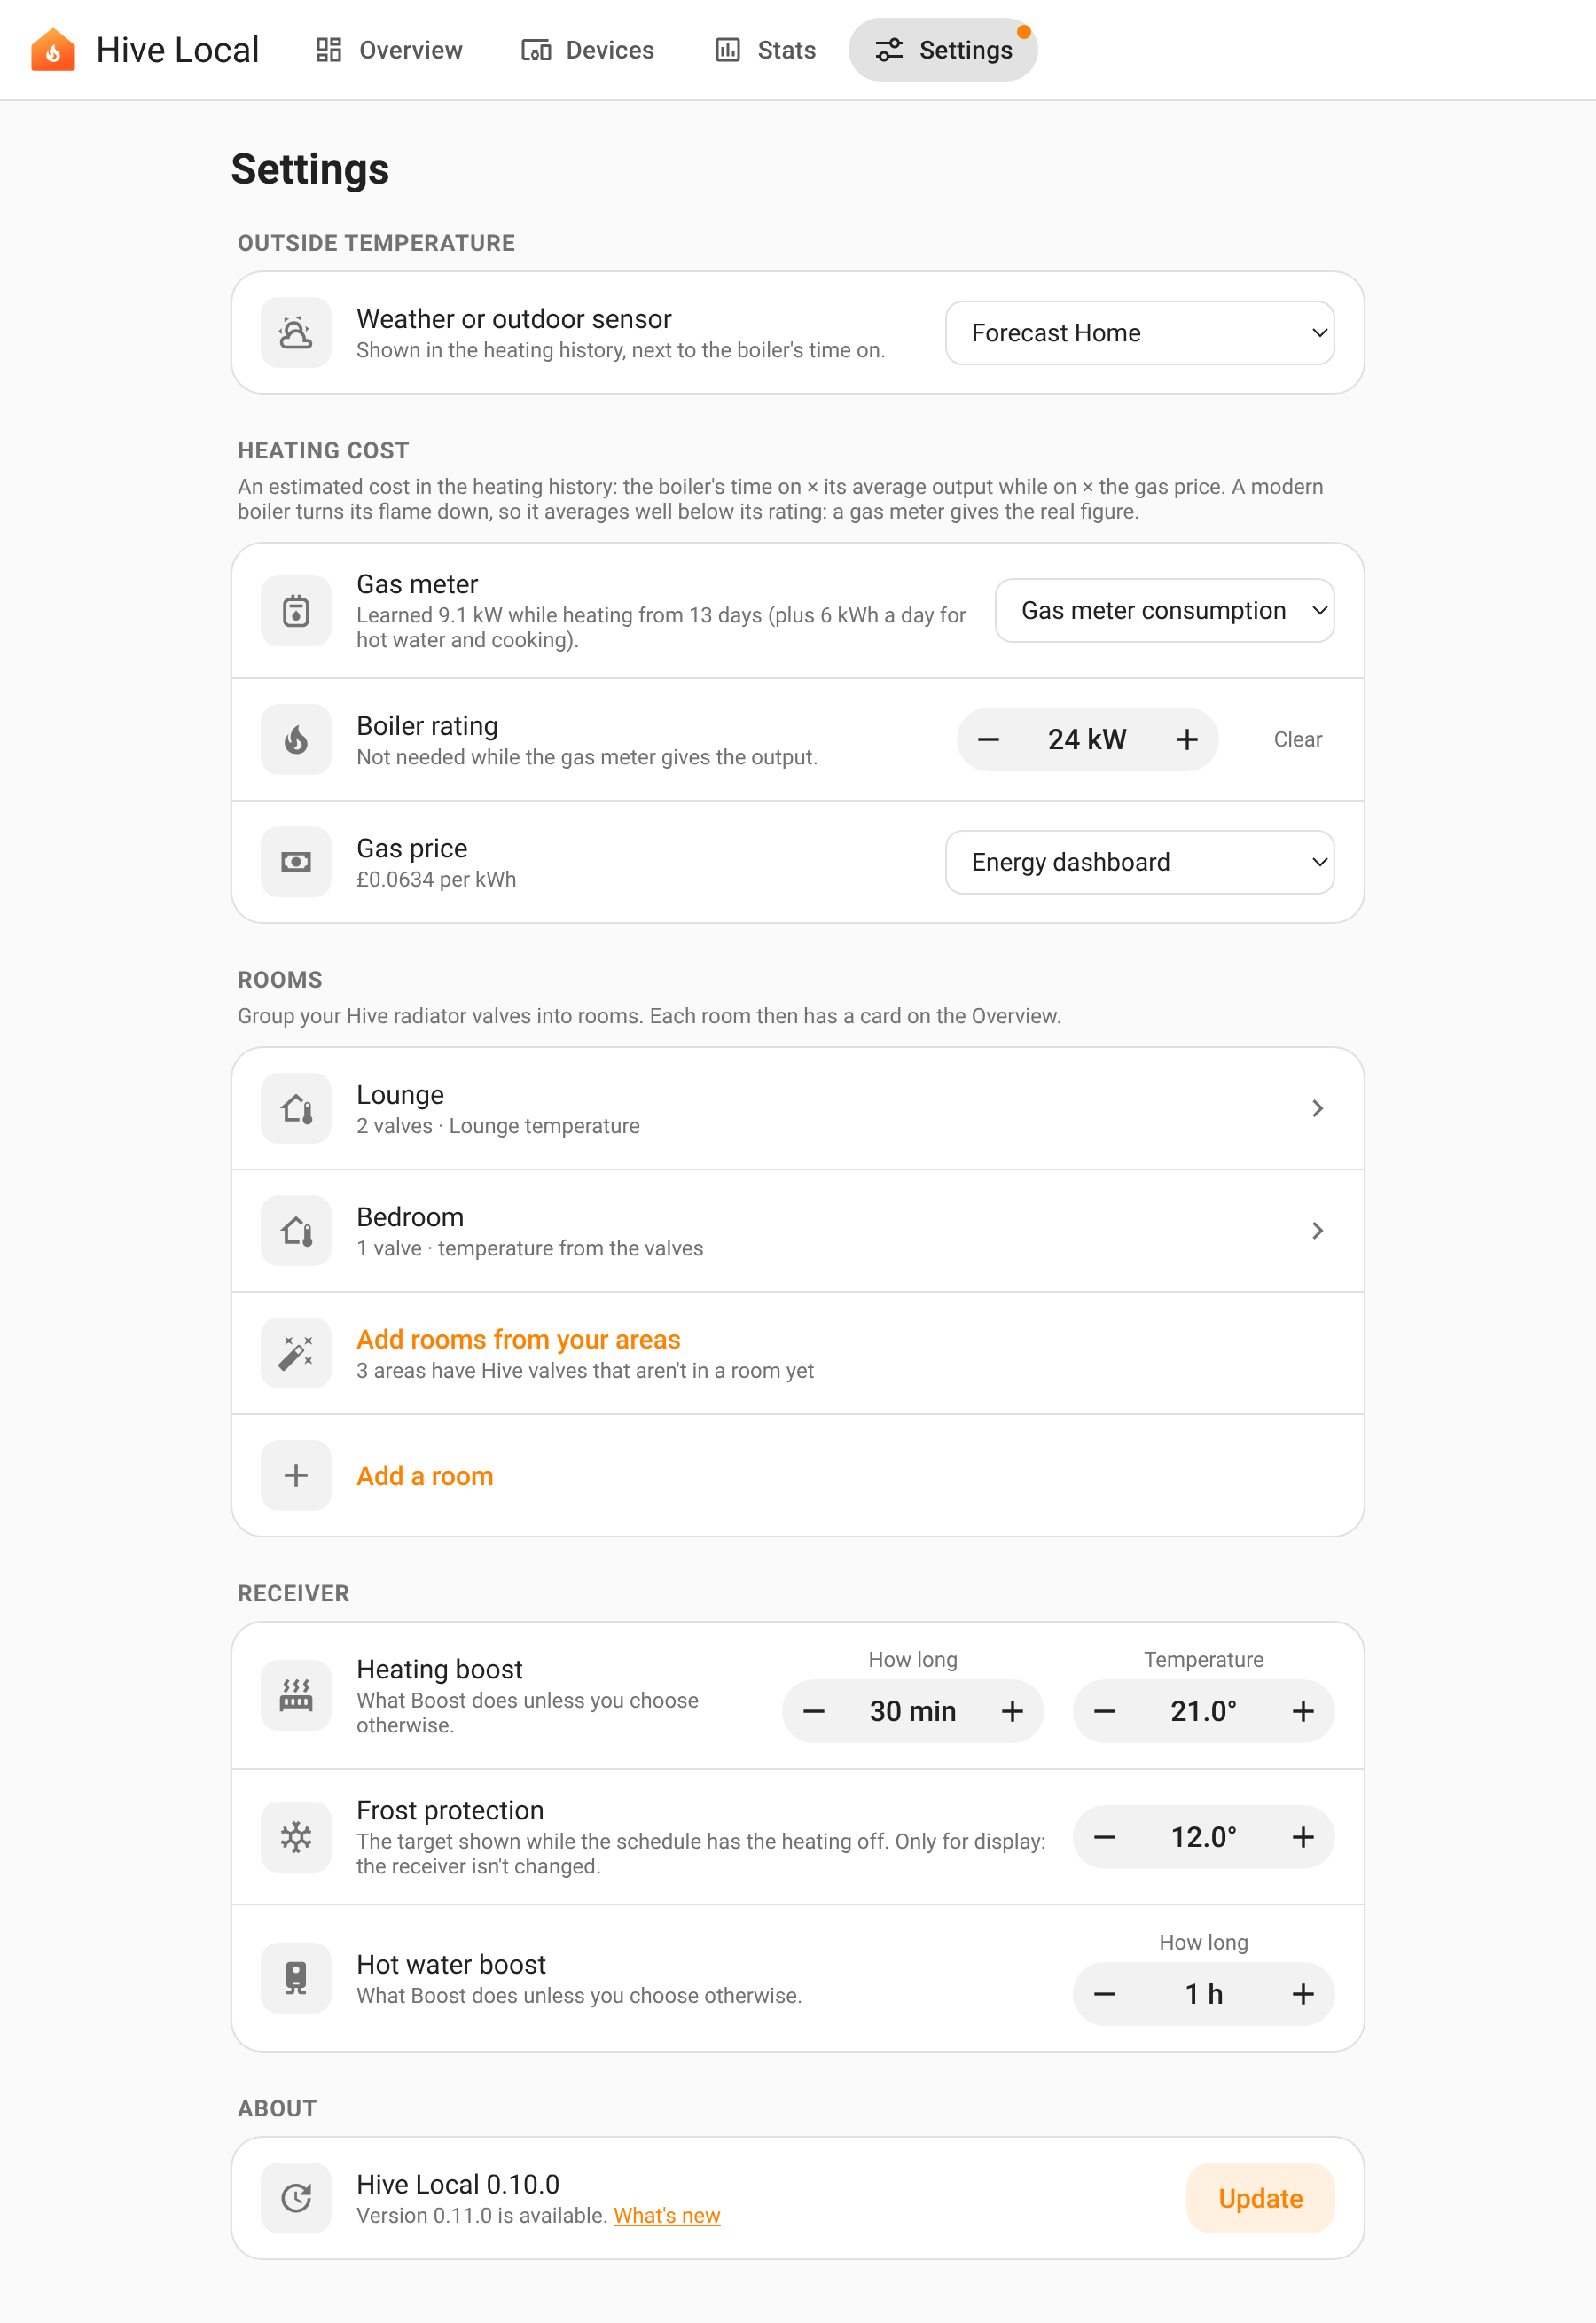 Hive Local
Overview
Devices
Stats
Settings
Settings
OUTSIDE TEMPERATURE
Weather or outdoor sensor
Shown in the heating history, next to the boiler's time on.
Forecast Home
HEATING COST
An estimated cost in the heating history: the boiler's time on × its average output while on × the gas price. A modern
boiler turns its flame down, so it averages well below its rating: a gas meter gives the real figure.
Gas meter
Learned 9.1 kW while heating from 13 days (plus 6 kWh a day for
hot water and cooking).
Gas meter consumption
Boiler rating
Not needed while the gas meter gives the output.
− 24 kW +
Clear
Gas price
£0.0634 per kWh
Energy dashboard
ROOMS
Group your Hive radiator valves into rooms. Each room then has a card on the Overview.
Lounge
2 valves · Lounge temperature
Bedroom
1 valve · temperature from the valves
Add rooms from your areas
3 areas have Hive valves that aren't in a room yet
Add a room
RECEIVER
Heating boost
What Boost does unless you choose
otherwise.
How long
− 30 min +
Temperature
− 21.0° +
Frost protection
The target shown while the schedule has the heating off. Only for display:
the receiver isn't changed.
− 12.0° +
Hot water boost
What Boost does unless you choose otherwise.
How long
− 1 h +
ABOUT
Hive Local 0.10.0
Version 0.11.0 is available. What's new
Update